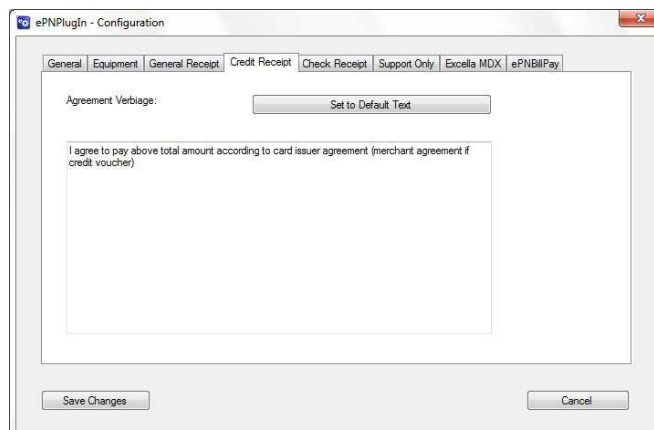 ePNPlugIn - Configuration
General Equipment General Receipt Credit Receipt Check Receipt Support Only Excella MDX ePNBillPay
Agreement Verbiage: Set to Default Text
I agree to pay above total amount according to card issuer agreement (merchant agreement if
credit voucher)
Save Changes Cancel